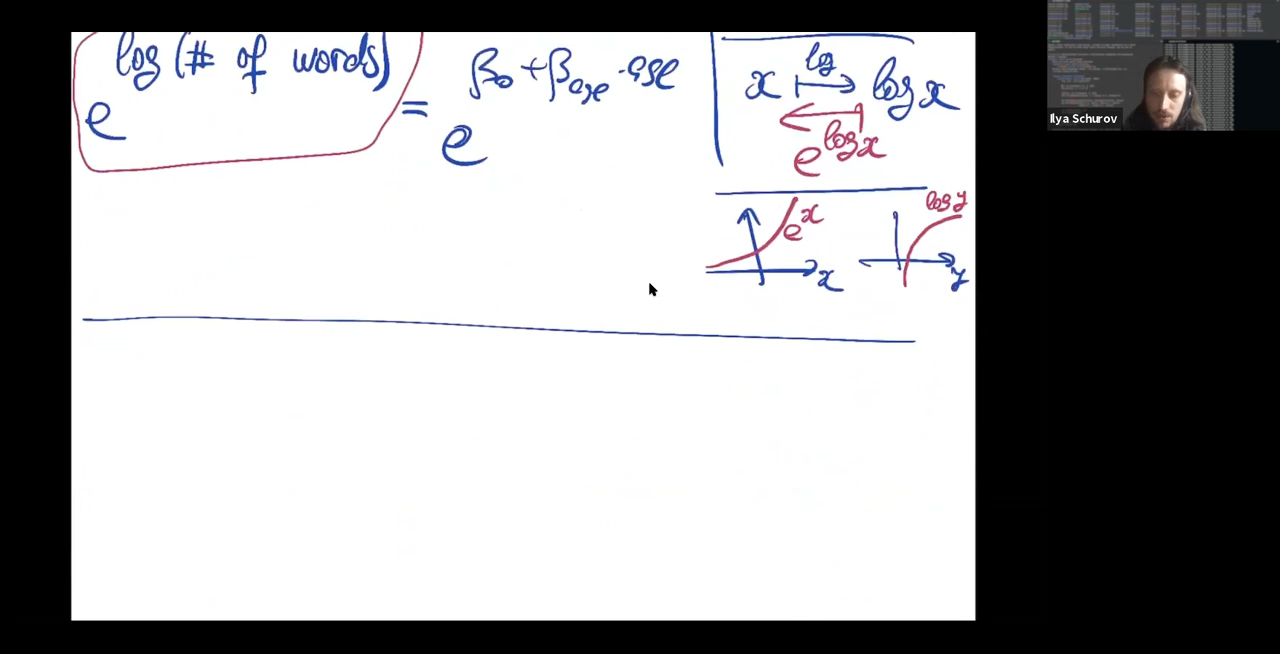 e^log (# of words) = e^β₀ + βage · age
x log log x
e^log x
e^x log y
x y
Ilya Schurov